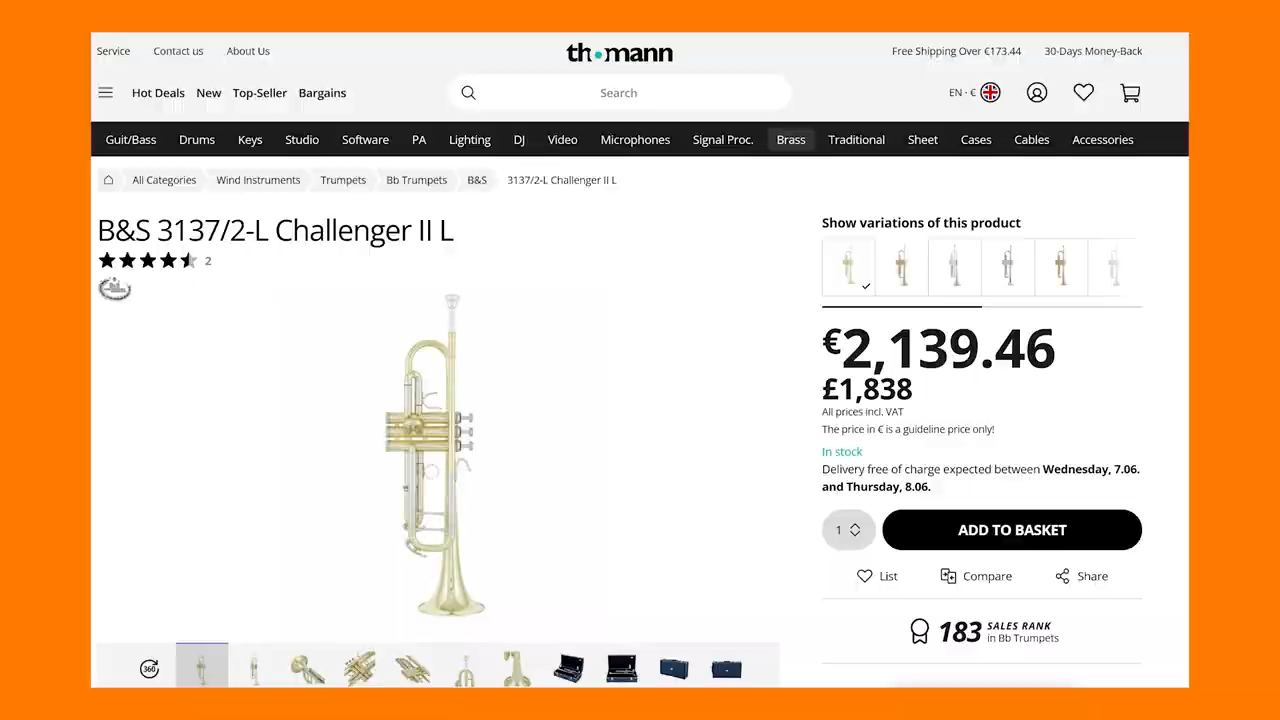 Service Contact us About Us
th•mann
Free Shipping Over €173.44 30-Days Money-Back
Hot Deals New Top-Seller Bargains
Search
EN · €
Guit/Bass Drums Keys Studio Software PA Lighting DJ Video Microphones Signal Proc. Brass Traditional Sheet Cases Cables Accessories
All Categories Wind Instruments Trumpets Bb Trumpets B&S 3137/2-L Challenger II L
B&S 3137/2-L Challenger II L
2
Show variations of this product
€2,139.46
£1,838
All prices incl. VAT
The price in € is a guideline price only!
In stock
Delivery free of charge expected between Wednesday, 7.06.
and Thursday, 8.06.
1
ADD TO BASKET
List Compare Share
183 SALES RANK
in Bb Trumpets
360